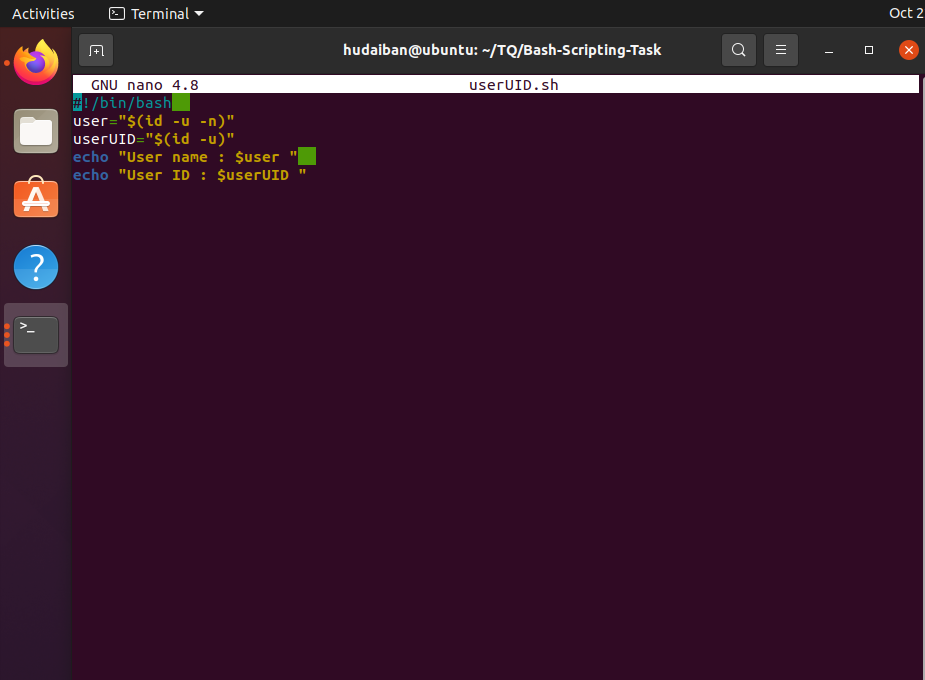 Activities
Terminal
Oct 2
hudaiban@ubuntu: ~/TQ/Bash-Scripting-Task
GNU nano 4.8 userUID.sh
#!/bin/bash
user="$(id -u -n)"
userUID="$(id -u)"
echo "User name : $user "
echo "User ID : $userUID "